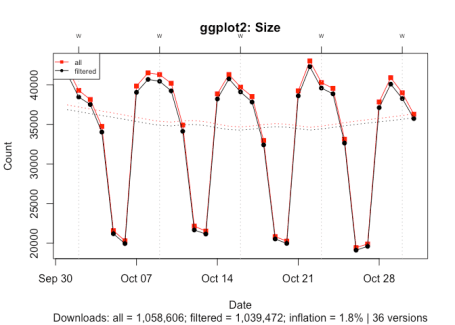 ggplot2: Size
w w w w w
all
filtered
Count
40000
35000
30000
25000
20000
Sep 30 Oct 07 Oct 14 Oct 21 Oct 28
Date
Downloads: all = 1,058,606; filtered = 1,039,472; inflation = 1.8% | 36 versions